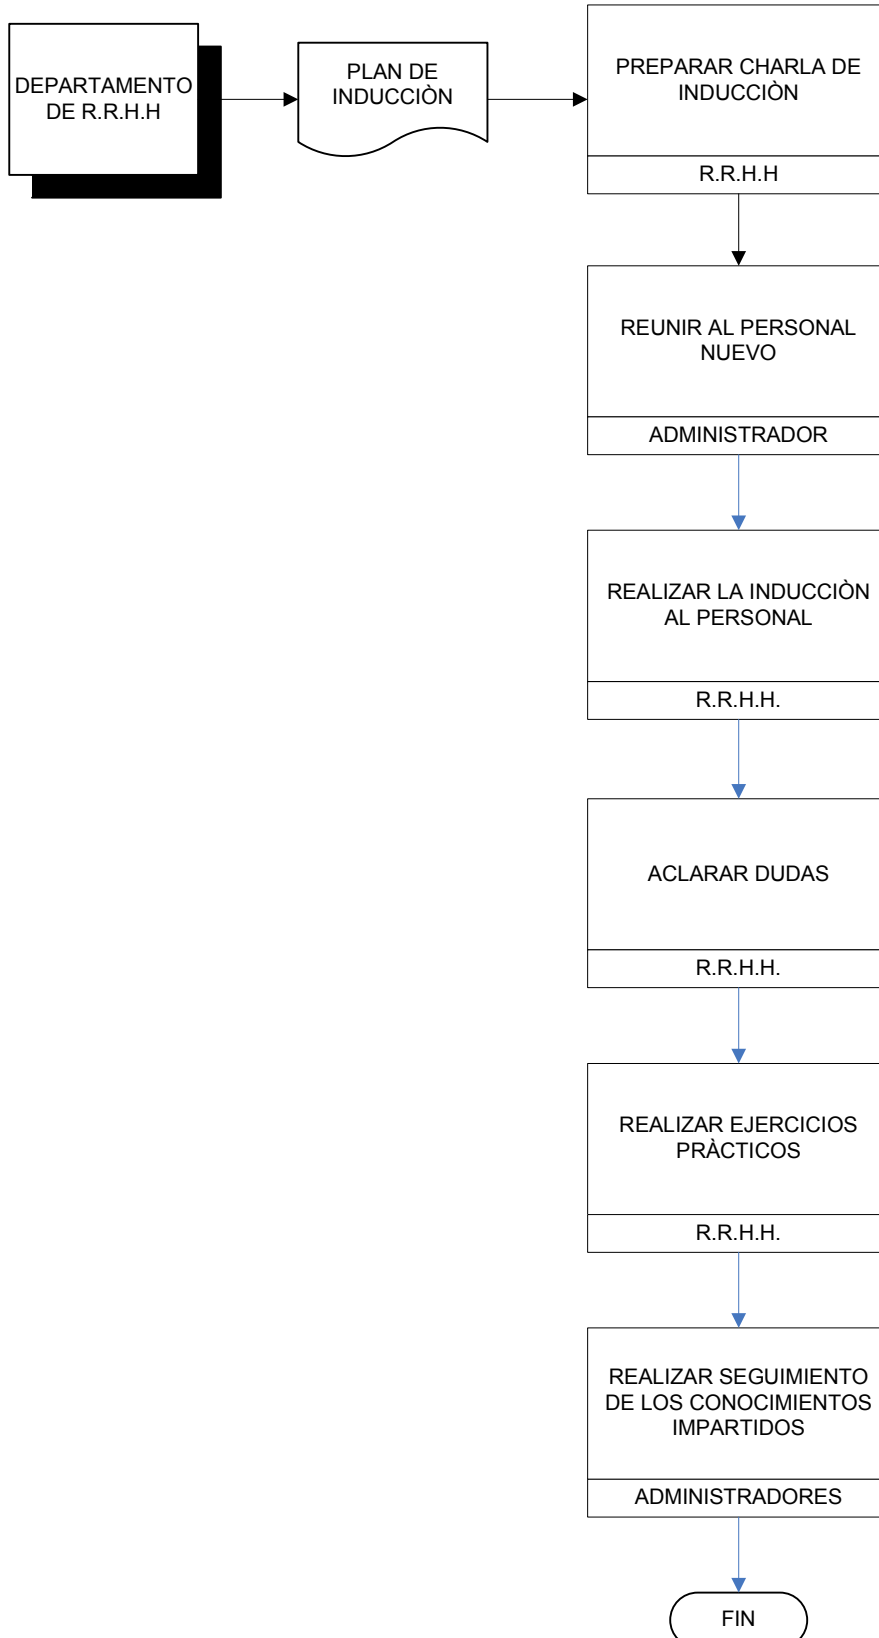 DEPARTAMENTO
DE R.R.H.H
PLAN DE
INDUCCIÒN
PREPARAR CHARLA DE
INDUCCIÒN
R.R.H.H
REUNIR AL PERSONAL
NUEVO
ADMINISTRADOR
REALIZAR LA INDUCCIÒN
AL PERSONAL
R.R.H.H.
ACLARAR DUDAS
R.R.H.H.
REALIZAR EJERCICIOS
PRÀCTICOS
R.R.H.H.
REALIZAR SEGUIMIENTO
DE LOS CONOCIMIENTOS
IMPARTIDOS
ADMINISTRADORES
FIN